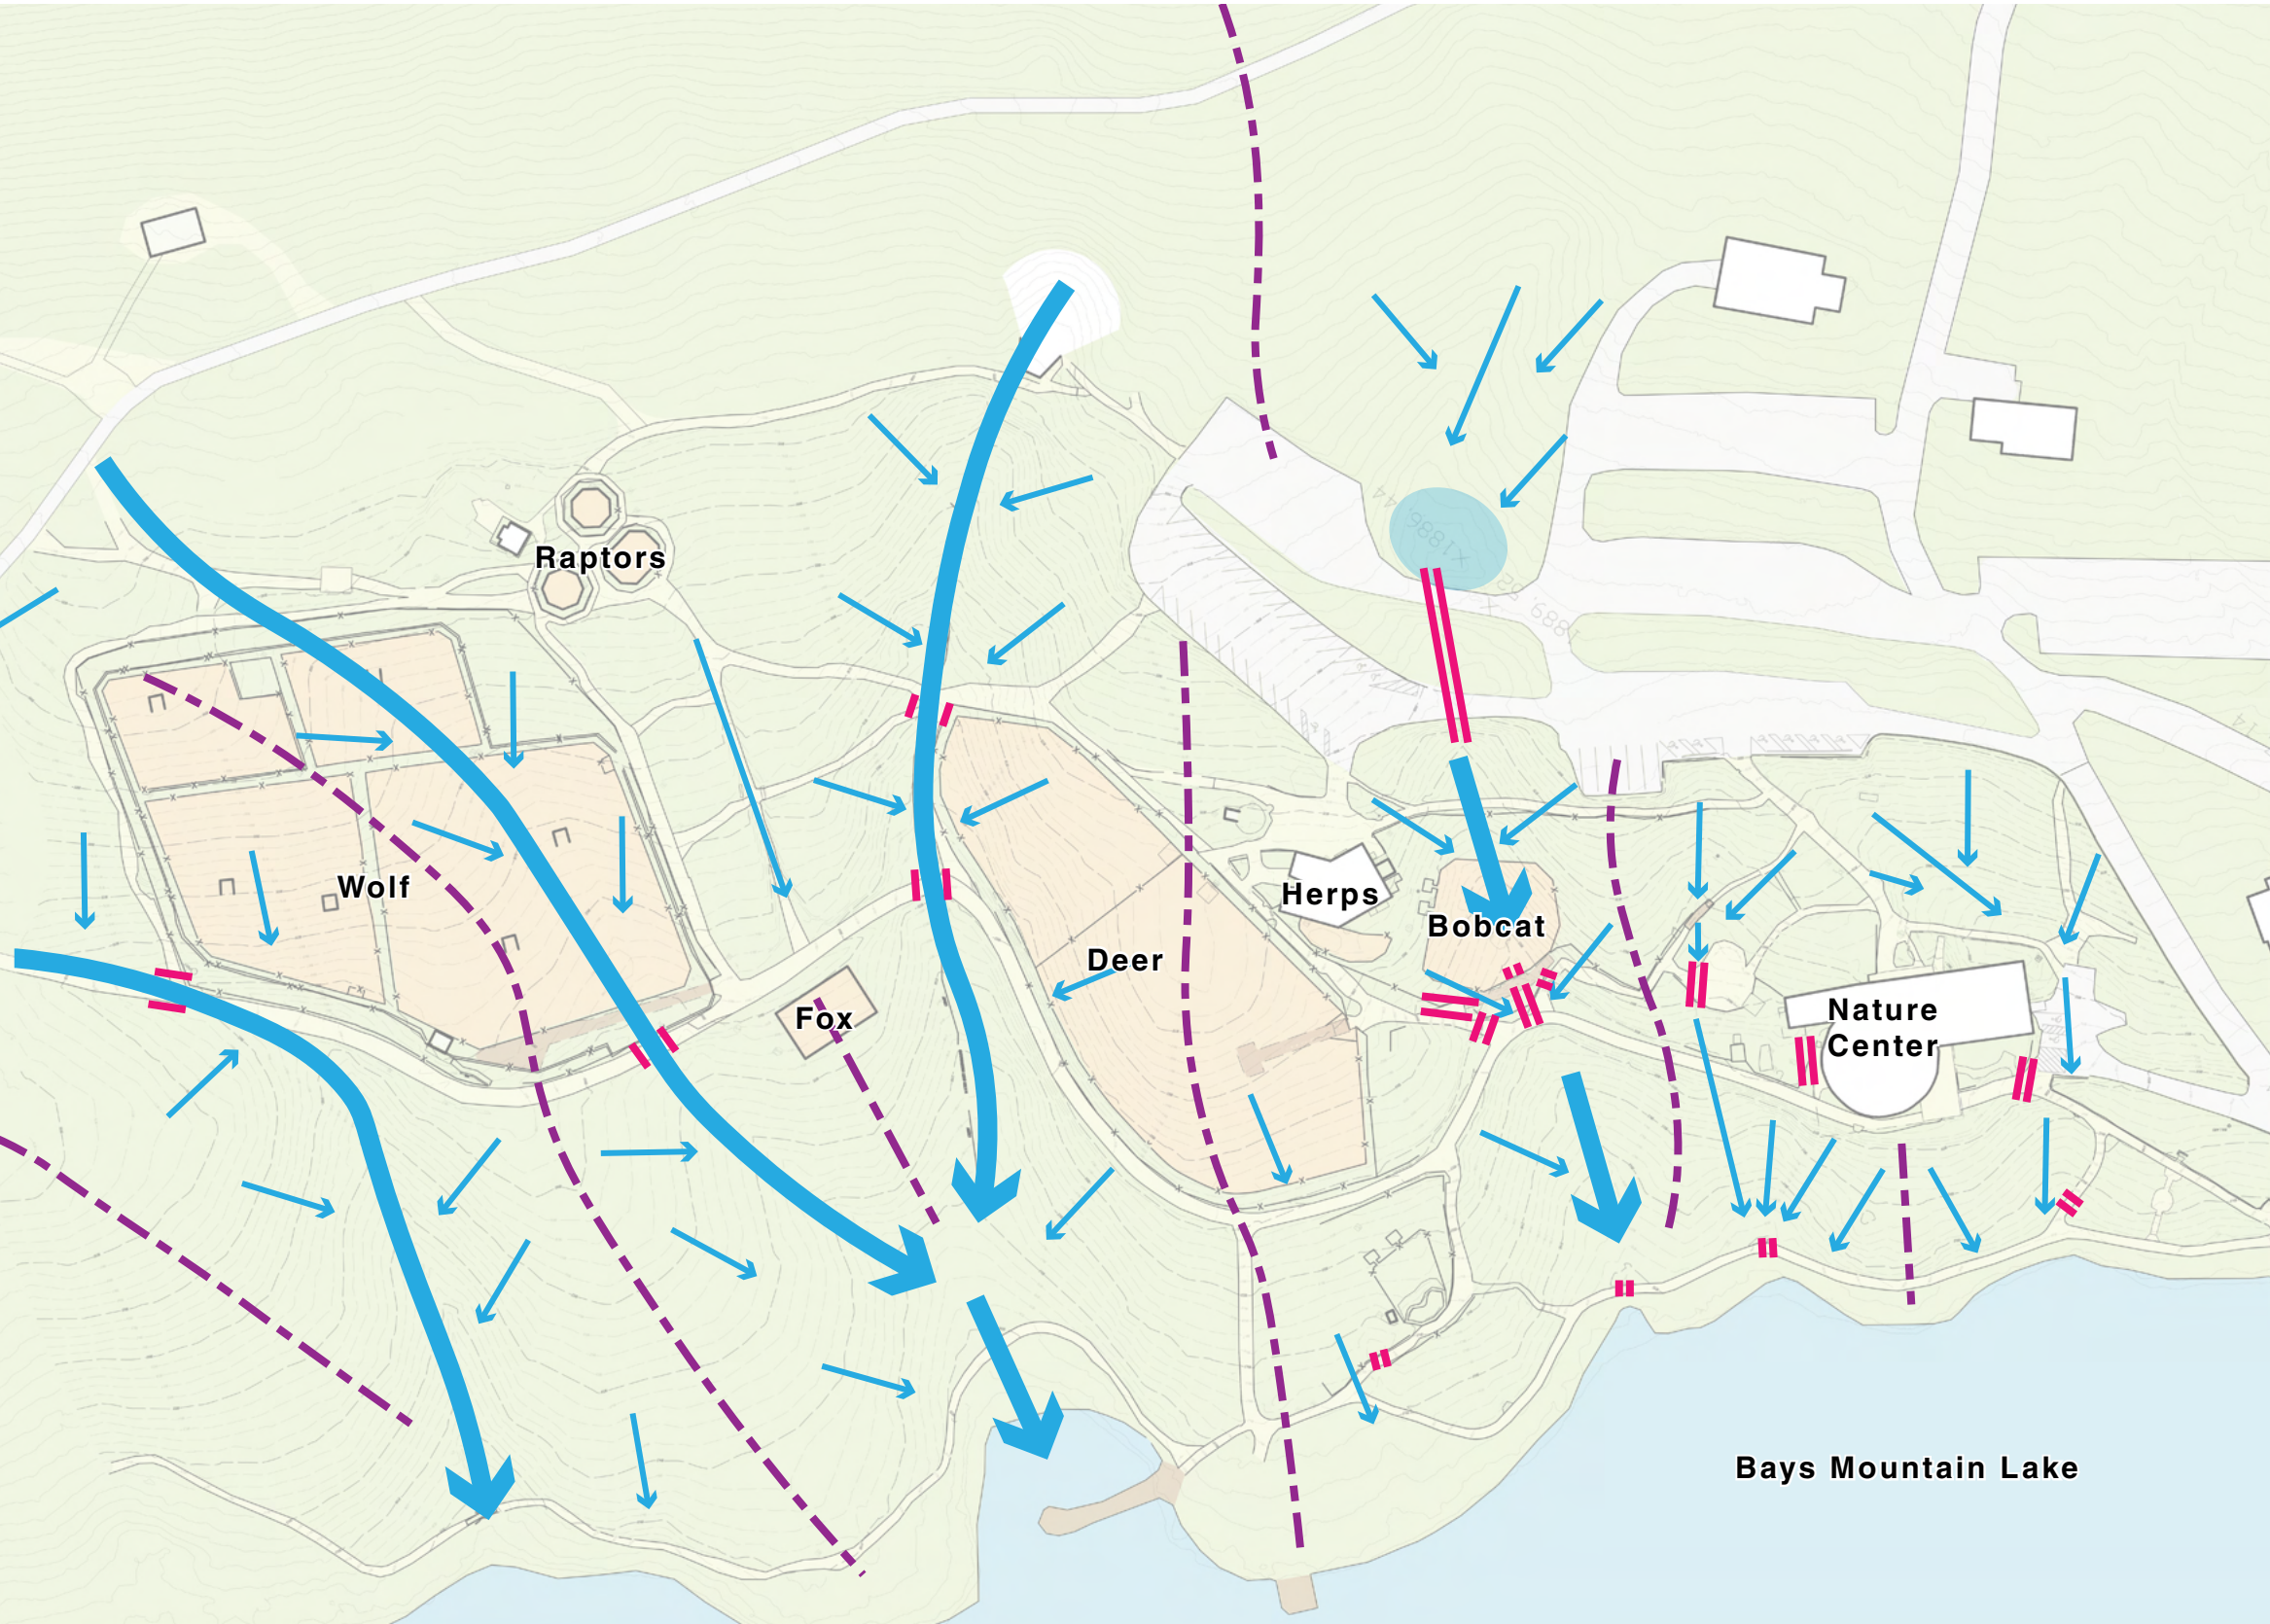 Raptors
Wolf
Herps
Bobcat
Deer
Fox
Nature
Center
Bays Mountain Lake